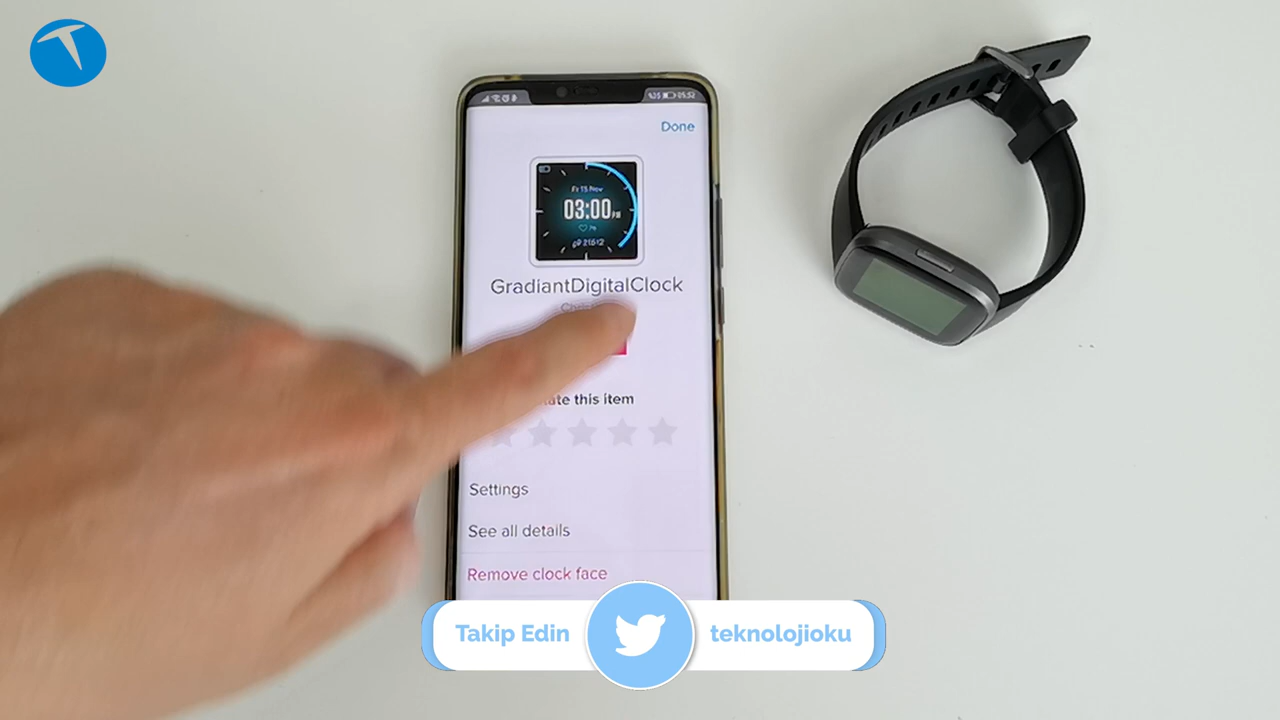 Done
Fr 15 Nov
03:00 PM
GradiantDigitalClock
ate this item
Settings
See all details
Remove clock face
Takip Edin
teknolojioku